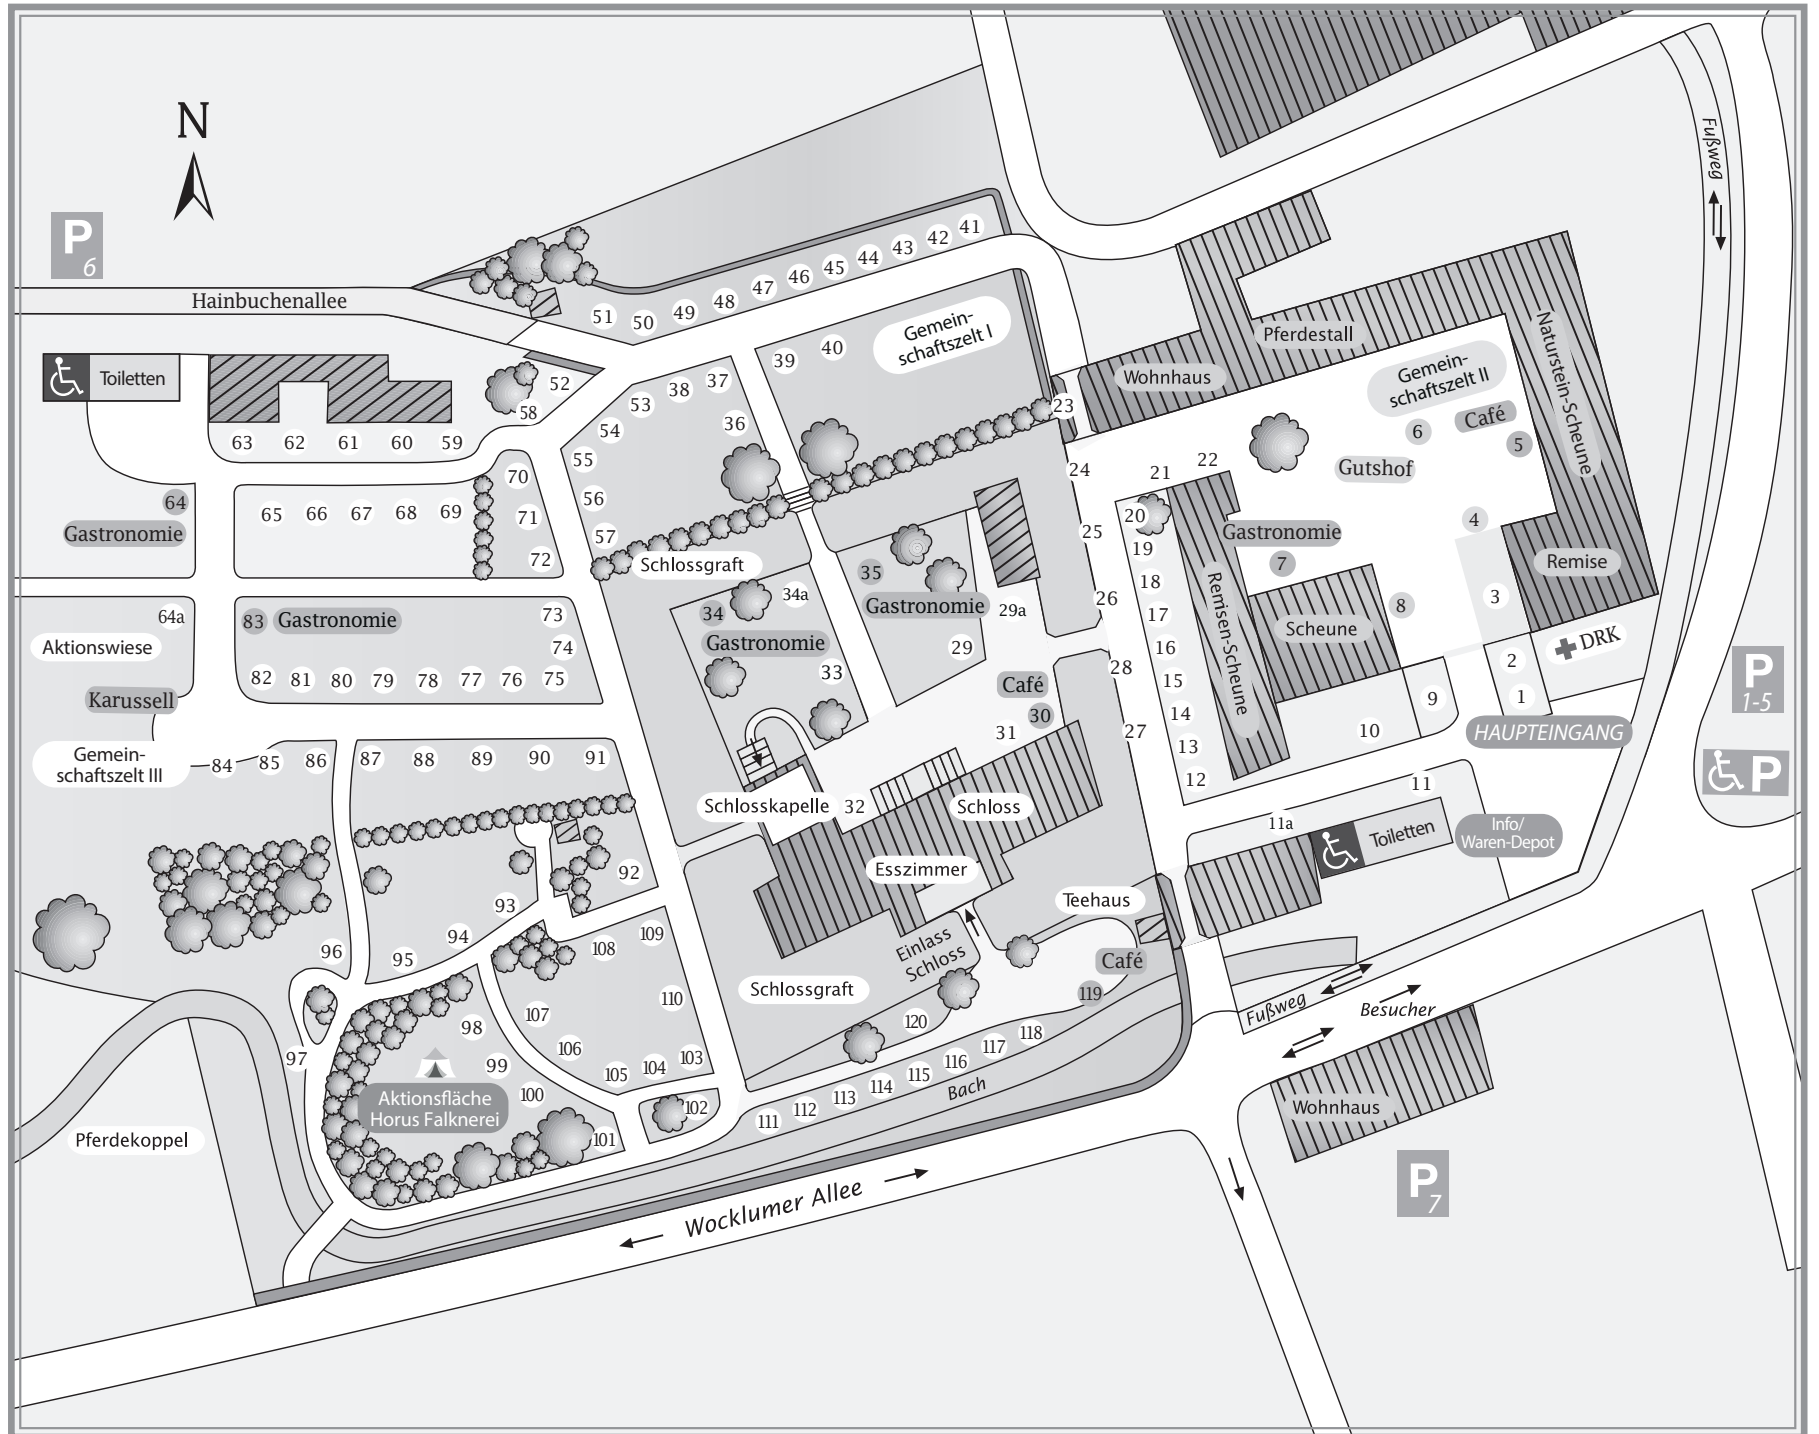 N
P
6
Hainbuchenallee
Toiletten
63
62
61
60
59
58
52
51
50
49
48
47
46
45
44
43
42
41
Gemein-
schaftszelt I
39
40
37
38
53
36
54
55
56
57
70
71
72
65
66
67
68
69
64
Gastronomie
64a
Aktionswiese
Karussell
Gemein-
schaftszelt III
83
Gastronomie
73
74
82
81
80
79
78
77
76
75
84
85
86
87
88
89
90
91
92
93
94
95
96
97
98
99
100
101
102
103
104
105
106
107
108
109
110
Aktionsfläche
Horus Falknerei
Pferdekoppel
Schlossgraft
34
34a
Gastronomie
33
35
Gastronomie
29
29a
Café
30
31
32
Schlosskapelle
Schloss
Esszimmer
Einlass
Schloss
Teehaus
Café
119
120
Schlossgraft
111
112
113
114
115
116
117
118
Bach
Wocklumer Allee
23
24
25
26
28
27
21
22
20
19
18
17
16
15
14
13
12
Remisen-Scheune
Wohnhaus
Pferdestall
Naturstein-Scheune
Gemein-
schaftszelt II
Café
6
5
Gutshof
4
Gastronomie
7
Scheune
8
3
Remise
DRK
2
1
9
10
HAUPTEINGANG
11
11a
Toiletten
Info/
Waren-Depot
Fußweg
P
1-5
P
Fußweg
Besucher
Wohnhaus
P
7